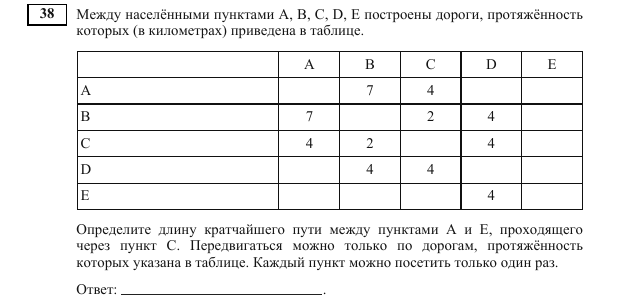 38
Между населёнными пунктами A, B, C, D, E построены дороги, протяжённость
которых (в километрах) приведена в таблице.
A B C D E
A 7 4
B 7 2 4
C 4 2 4
D 4 4
E 4
Определите длину кратчайшего пути между пунктами A и E, проходящего
через пункт C. Передвигаться можно только по дорогам, протяжённость
которых указана в таблице. Каждый пункт можно посетить только один раз.
Ответ: ________________________.